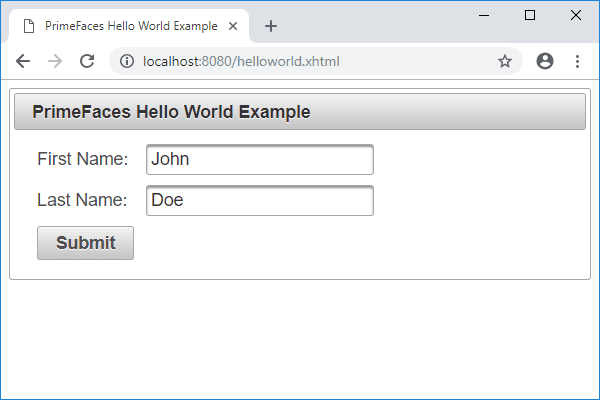 PrimeFaces Hello World Example
localhost:8080/helloworld.xhtml
PrimeFaces Hello World Example
First Name: John
Last Name: Doe
Submit